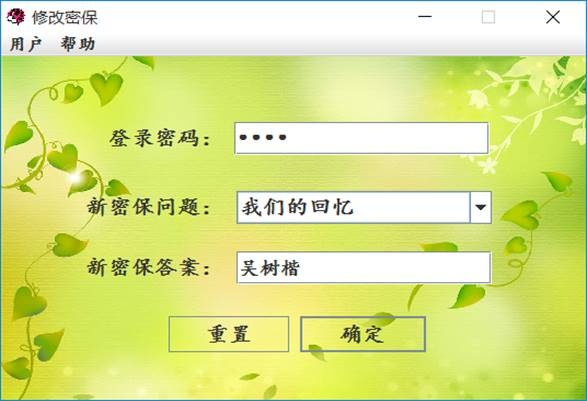 修改密保
用户 帮助
登录密码： ••••
新密保问题： 我们的回忆
新密保答案： 吴树楷
重置 确定